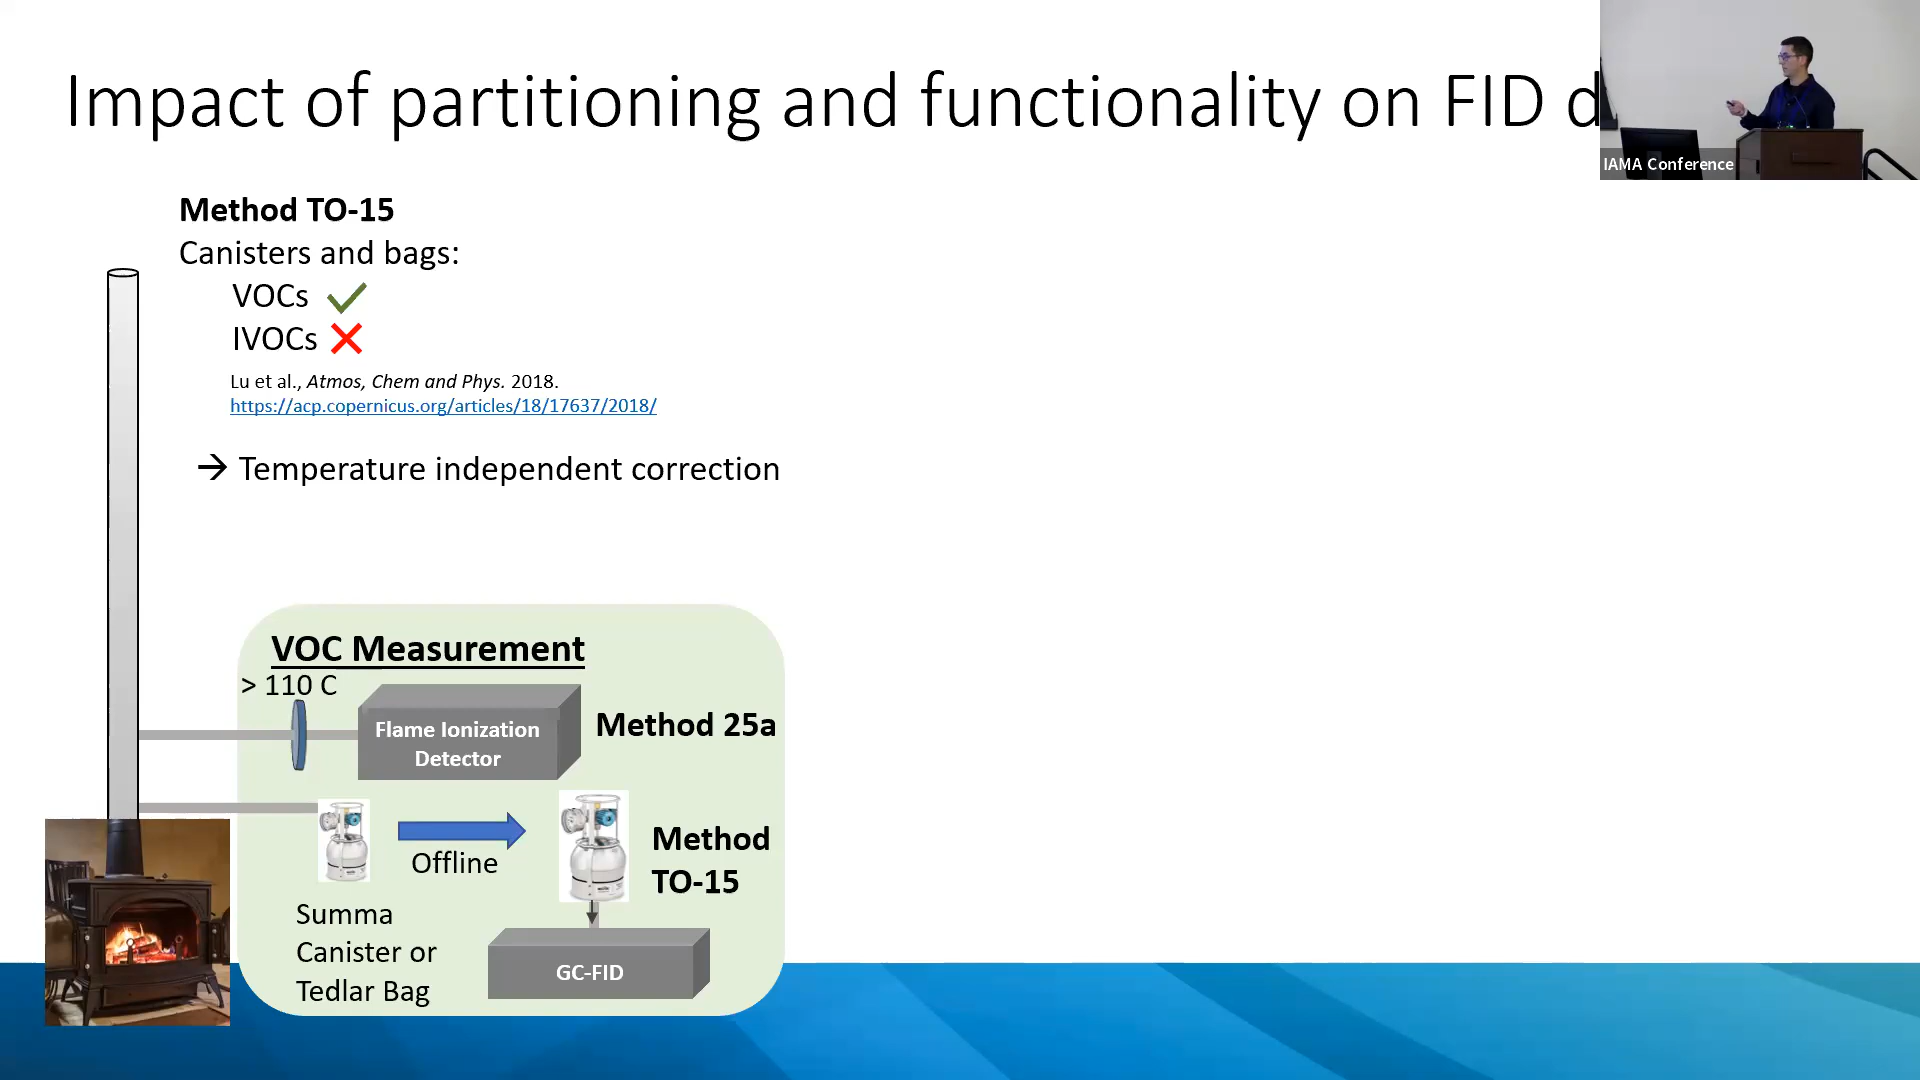 Impact of partitioning and functionality on FID d
IAMA Conference
Method TO-15
Canisters and bags:
VOCs
IVOCs
Lu et al., Atmos, Chem and Phys. 2018.
https://acp.copernicus.org/articles/18/17637/2018/
→ Temperature independent correction
VOC Measurement
> 110 C
Flame Ionization
Detector
Method 25a
Offline
Method
TO-15
Summa
Canister or
Tedlar Bag
GC-FID